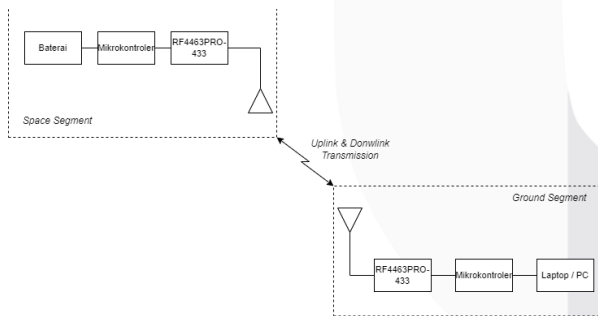 Baterai
Mikrokontroler
RF4463PRO-
433
Space Segment
Uplink & Donwlink
Transmission
Ground Segment
RF4463PRO-
433
Mikrokontroler
Laptop / PC